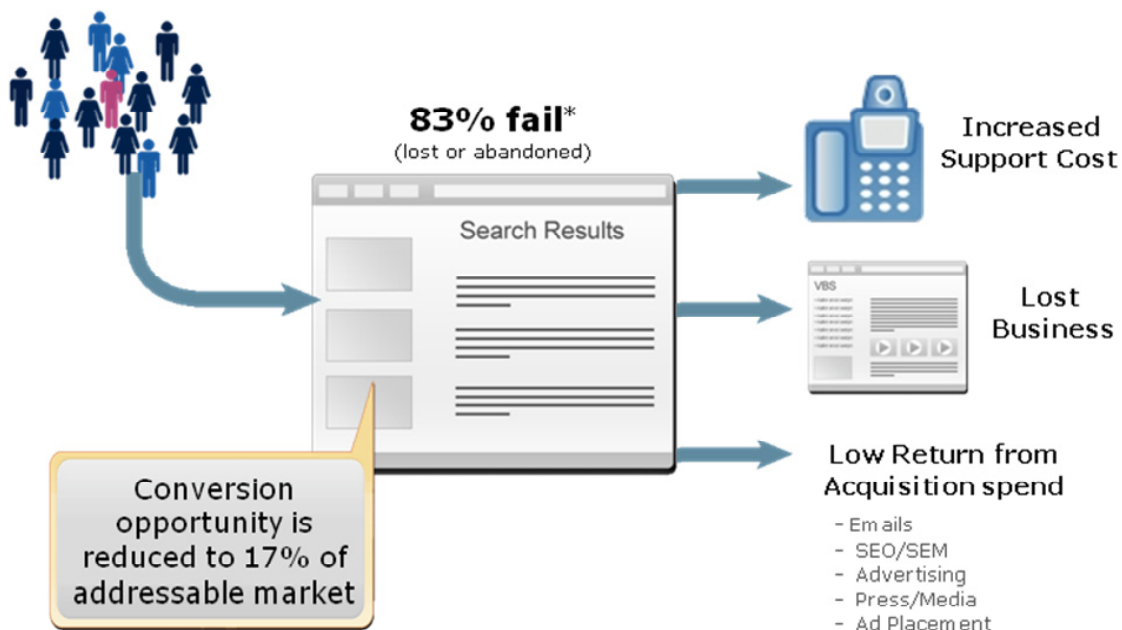 83% fail*
(lost or abandoned)
Search Results
Conversion
opportunity is
reduced to 17% of
addressable market
Increased
Support Cost
VBS
Lost
Business
Low Return from
Acquisition spend
- Emails
- SEO/SEM
- Advertising
- Press/Media
- Ad Placement